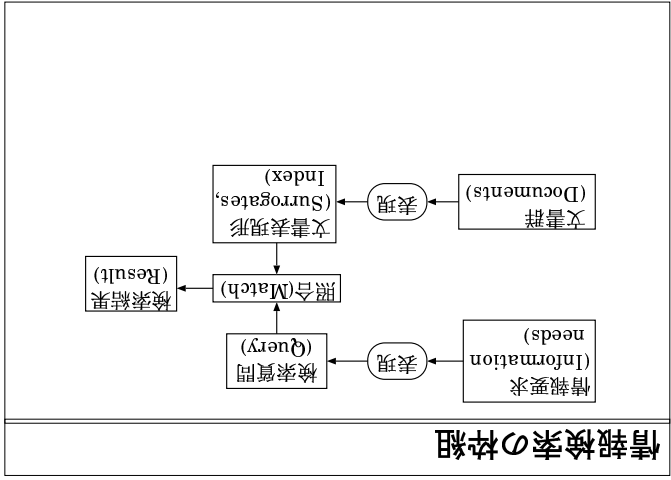 情報検索の枠組
情報要求
(Information
needs)
表現
検索質問
(Query)
照合(Match)
検索結果
(Result)
文書群
(Documents)
表現
文書表現形
(Surrogates,
Index)